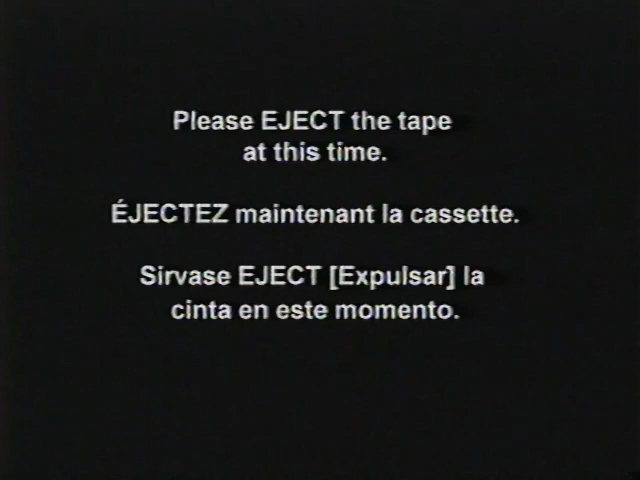 Please EJECT the tape
at this time.
ÉJECTEZ maintenant la cassette.
Sirvase EJECT [Expulsar] la
cinta en este momento.